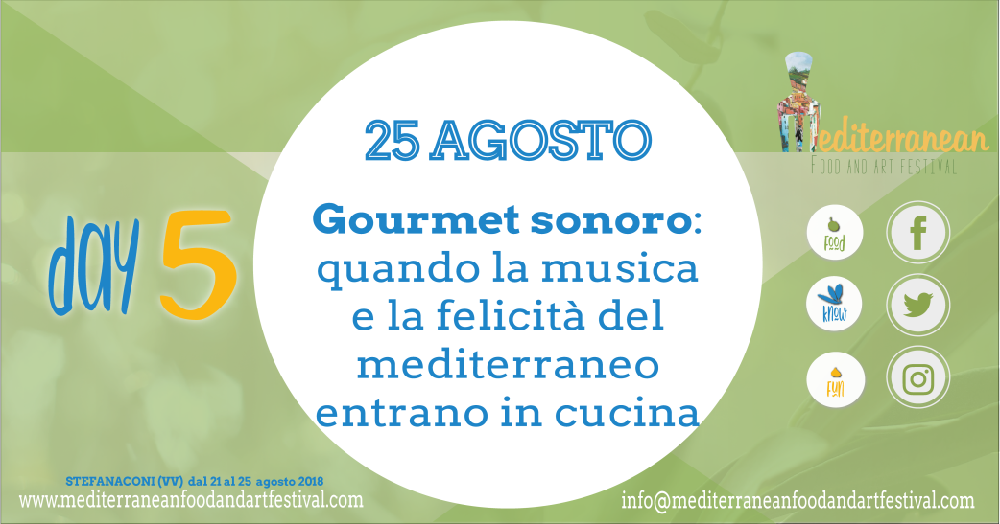 25 AGOSTO
Mediterranean
FOOD AND ART FESTIVAL
day 5
Gourmet sonoro:
quando la musica
e la felicità del
mediterraneo
entrano in cucina
FOOD
KNOW
FUN
STEFANACONI (VV) dal 21 al 25 agosto 2018
www.mediterraneanfoodandartfestival.com
info@mediterraneanfoodandartfestival.com